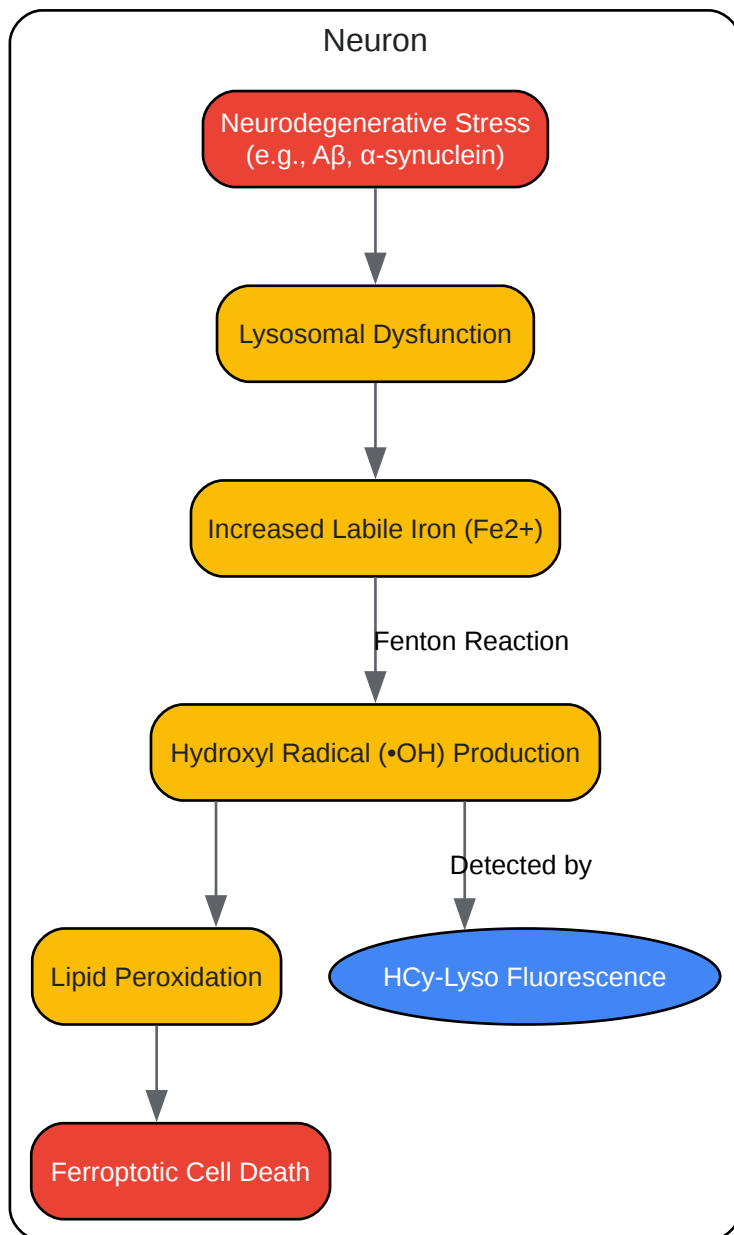 Neuron
Neurodegenerative Stress
(e.g., Aβ, α-synuclein)
Lysosomal Dysfunction
Increased Labile Iron (Fe2+)
Fenton Reaction
Hydroxyl Radical (•OH) Production
Detected by
Lipid Peroxidation
HCy-Lyso Fluorescence
Ferroptotic Cell Death